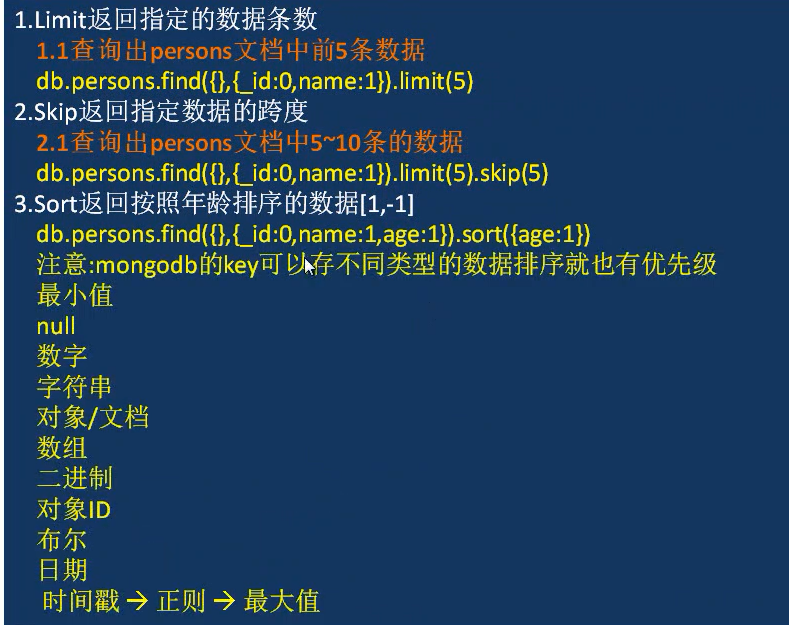 1.Limit返回指定的数据条数
1.1查询出persons文档中前5条数据
db.persons.find({},{_id:0,name:1}).limit(5)
2.Skip返回指定数据的跨度
2.1查询出persons文档中5~10条的数据
db.persons.find({},{_id:0,name:1}).limit(5).skip(5)
3.Sort返回按照年龄排序的数据[1,-1]
db.persons.find({},{_id:0,name:1,age:1}).sort({age:1})
注意:mongodb的key可以存不同类型的数据排序就也有优先级
最小值
null
数字
字符串
对象/文档
数组
二进制
对象ID
布尔
日期
时间戳 → 正则 → 最大值